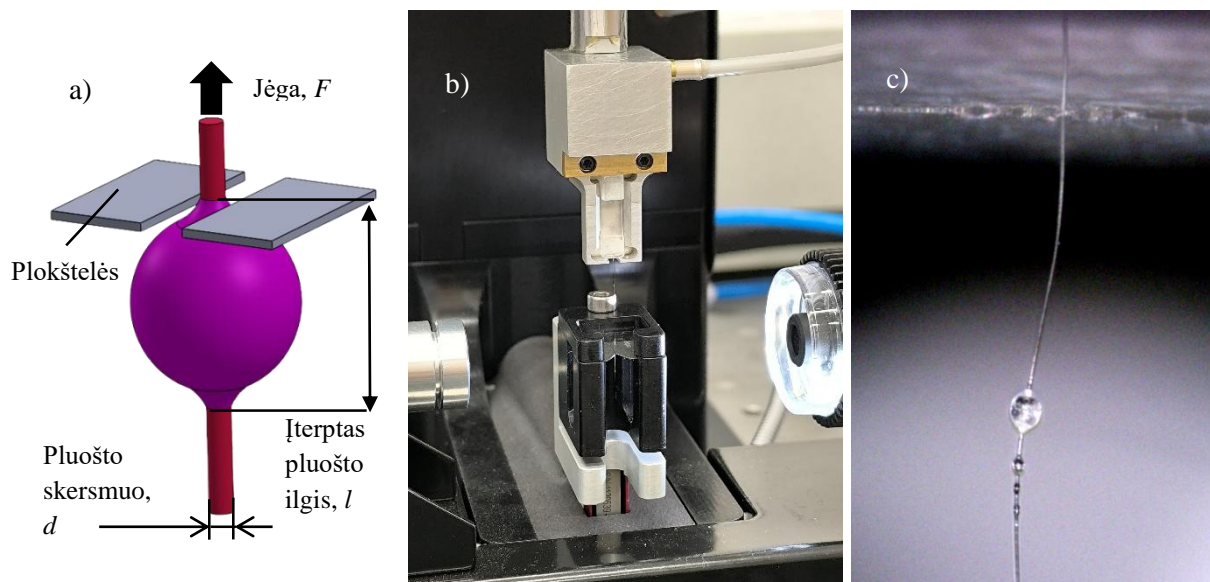 a)
Jėga, F
Plokštelės
Įterptas
pluošto
ilgis, l
Pluošto
skersmuo,
d
b)
c)